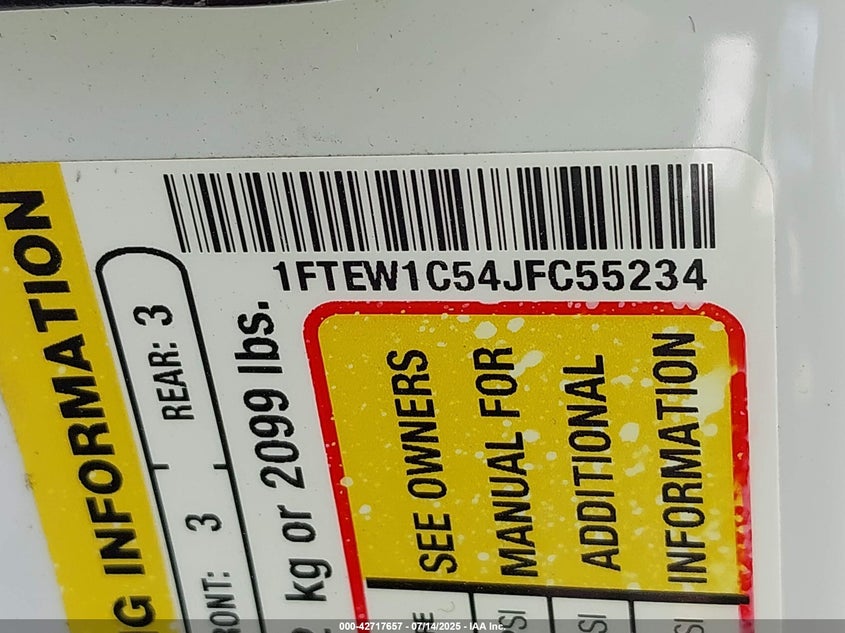 1FTEW1C54JFC55234
INFORMATION
FRONT: 3
REAR: 3
kg or 2099 lbs.
SEE OWNERS
MANUAL FOR
ADDITIONAL
INFORMATION
000-42717657 - 07/14/2025 - IAA Inc.